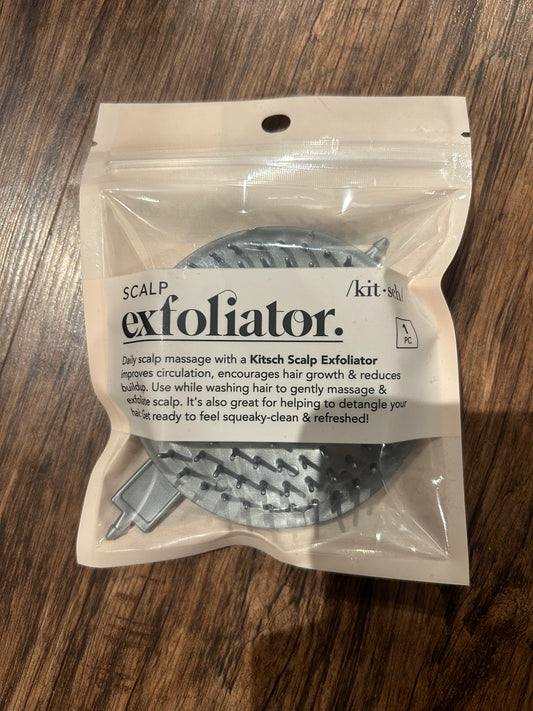 SCALP
exfoliator.
/kit·sch/
1
PC
Daily scalp massage with a Kitsch Scalp Exfoliator
improves circulation, encourages hair growth & reduces
buildup. Use while washing hair to gently massage &
exfoliate scalp. It's also great for helping to detangle your
hair. Get ready to feel squeaky-clean & refreshed!